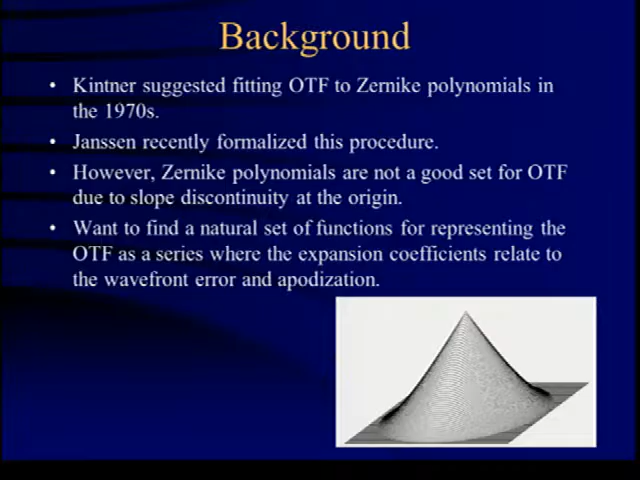 Background
• Kintner suggested fitting OTF to Zernike polynomials in
the 1970s.
• Janssen recently formalized this procedure.
• However, Zernike polynomials are not a good set for OTF
due to slope discontinuity at the origin.
• Want to find a natural set of functions for representing the
OTF as a series where the expansion coefficients relate to
the wavefront error and apodization.